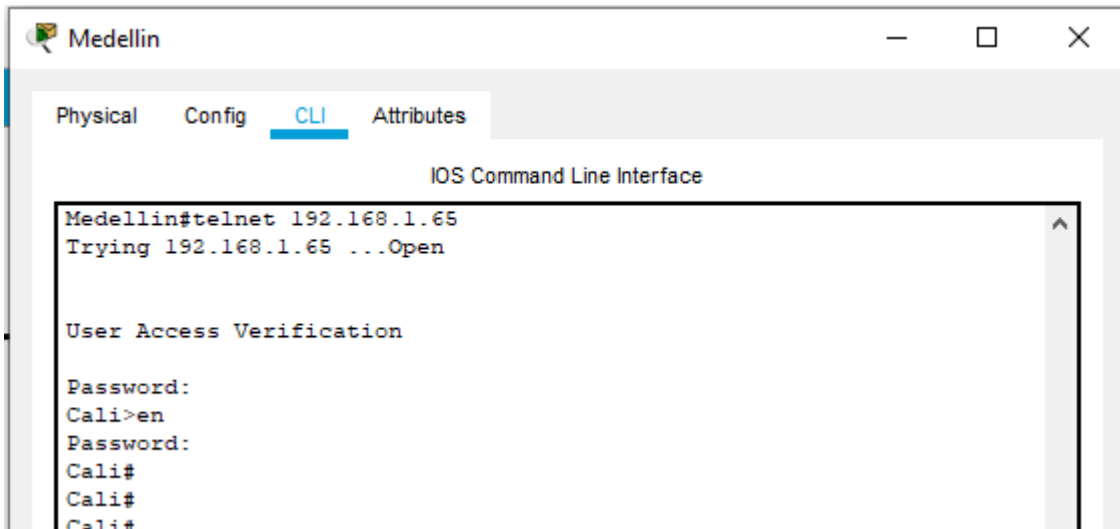 Medellin
Physical Config CLI Attributes
IOS Command Line Interface
Medellin#telnet 192.168.1.65
Trying 192.168.1.65 ...Open
User Access Verification
Password:
Cali>en
Password:
Cali#
Cali#
Cali#